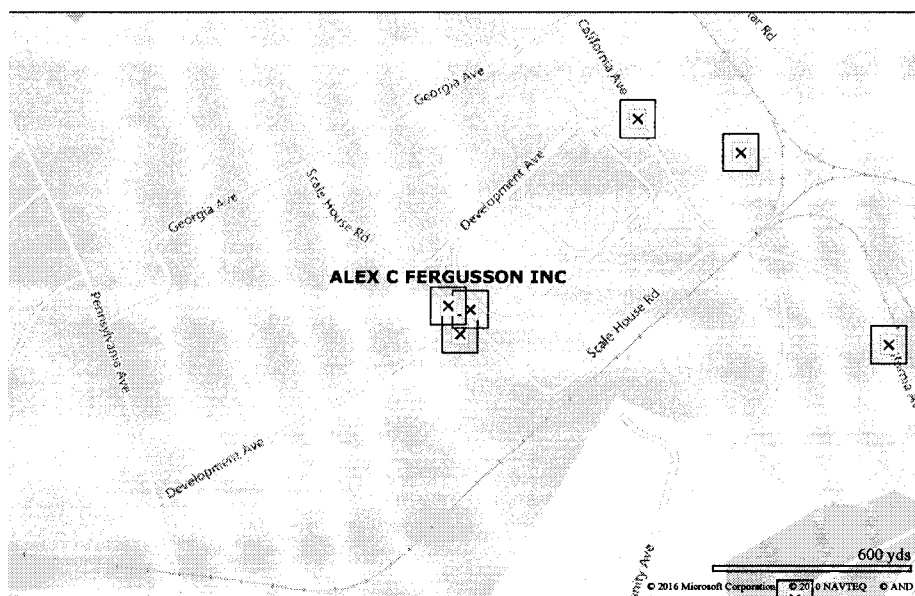 California Ave
Georgia Ave
Development Ave
Scale House Rd
Georgia Ave
ALEX C FERGUSSON INC
Scale House Rd
Pennsylvania Ave
Development Ave
600 yds
© 2016 Microsoft Corporation © 2010 NAVTEQ © AND